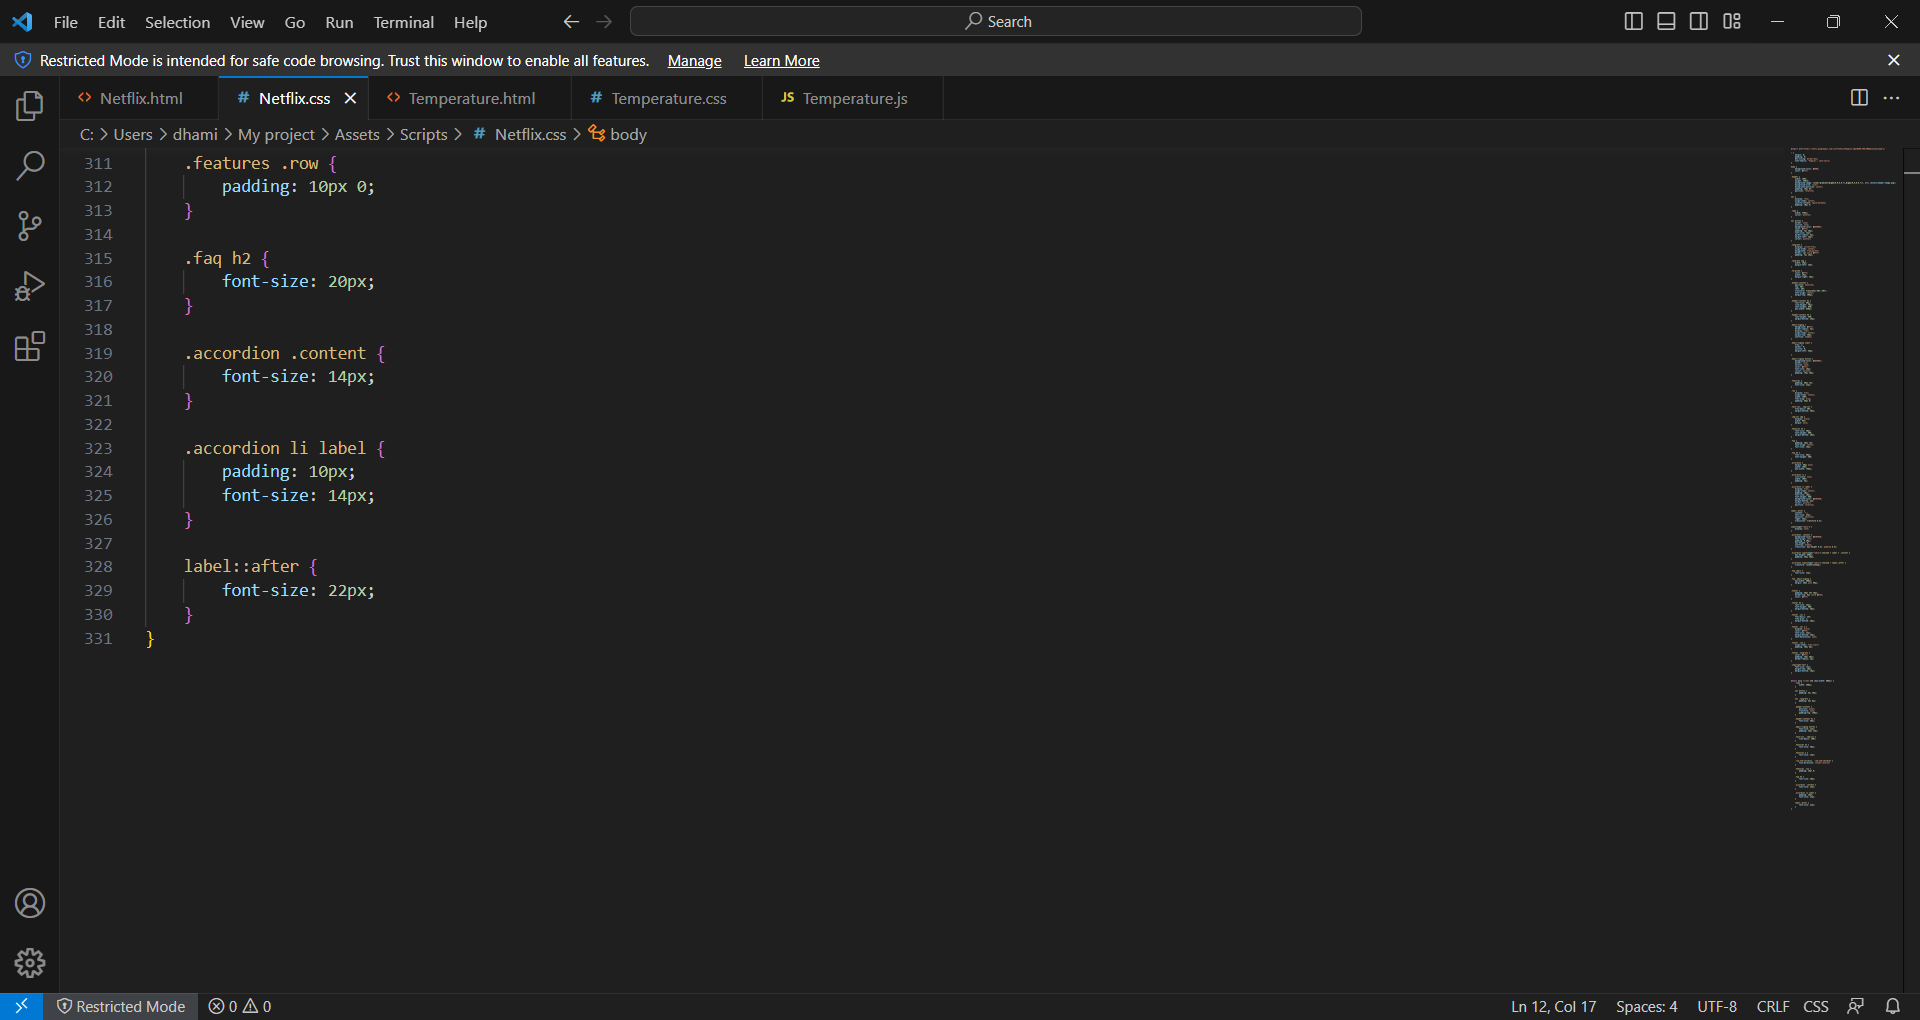 File Edit Selection View Go Run Terminal Help Search
Restricted Mode is intended for safe code browsing. Trust this window to enable all features. Manage Learn More
Netflix.html # Netflix.css Temperature.html # Temperature.css JS Temperature.js
C: > Users > dhami > My project > Assets > Scripts > # Netflix.css > body
311 .features .row {
312 padding: 10px 0;
313 }
314
315 .faq h2 {
316 font-size: 20px;
317 }
318
319 .accordion .content {
320 font-size: 14px;
321 }
322
323 .accordion li label {
324 padding: 10px;
325 font-size: 14px;
326 }
327
328 label::after {
329 font-size: 22px;
330 }
331 }
Restricted Mode 0 0 Ln 12, Col 17 Spaces: 4 UTF-8 CRLF CSS